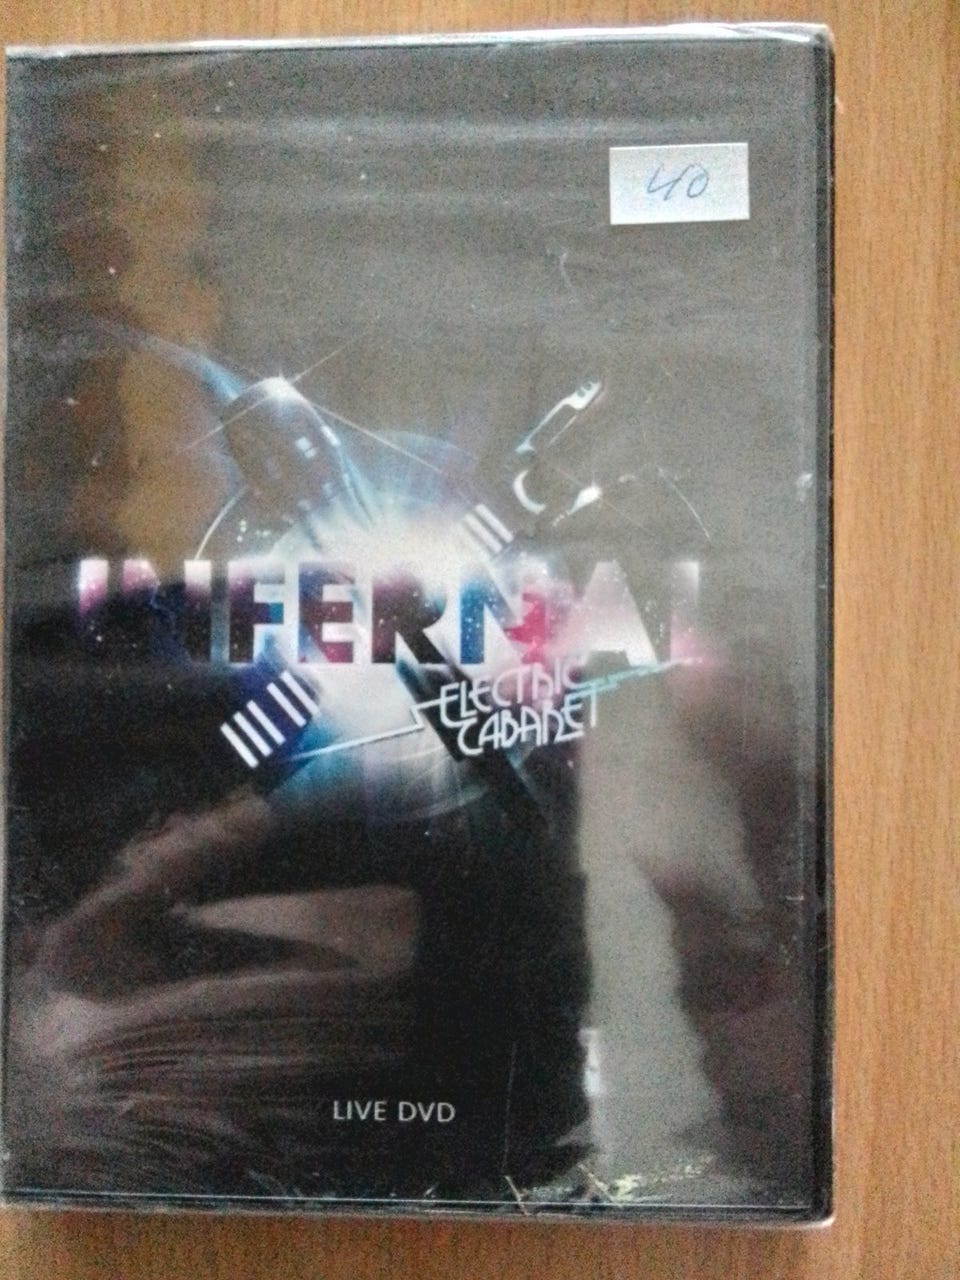 40
INFERNAL
ELECTRIC
CABARET
LIVE DVD